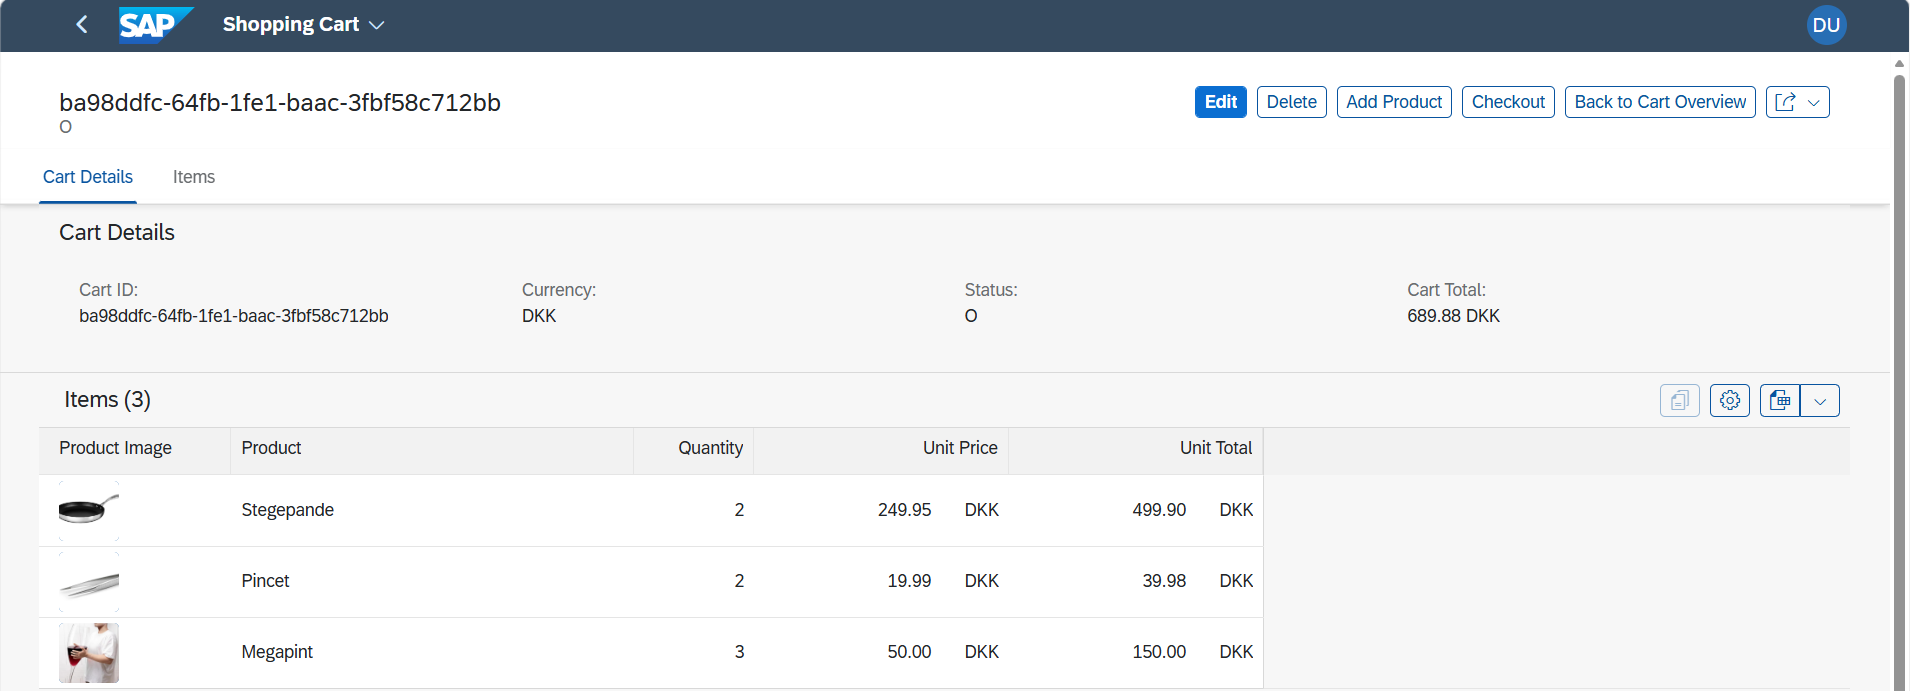 SAP Shopping Cart DU
ba98ddfc-64fb-1fe1-baac-3fbf58c712bb
O
Edit Delete Add Product Checkout Back to Cart Overview
Cart Details Items
Cart Details
Cart ID: Currency: Status: Cart Total:
ba98ddfc-64fb-1fe1-baac-3fbf58c712bb DKK O 689.88 DKK
Items (3)
Product Image Product Quantity Unit Price Unit Total
Stegepande 2 249.95 DKK 499.90 DKK
Pincet 2 19.99 DKK 39.98 DKK
Megapint 3 50.00 DKK 150.00 DKK